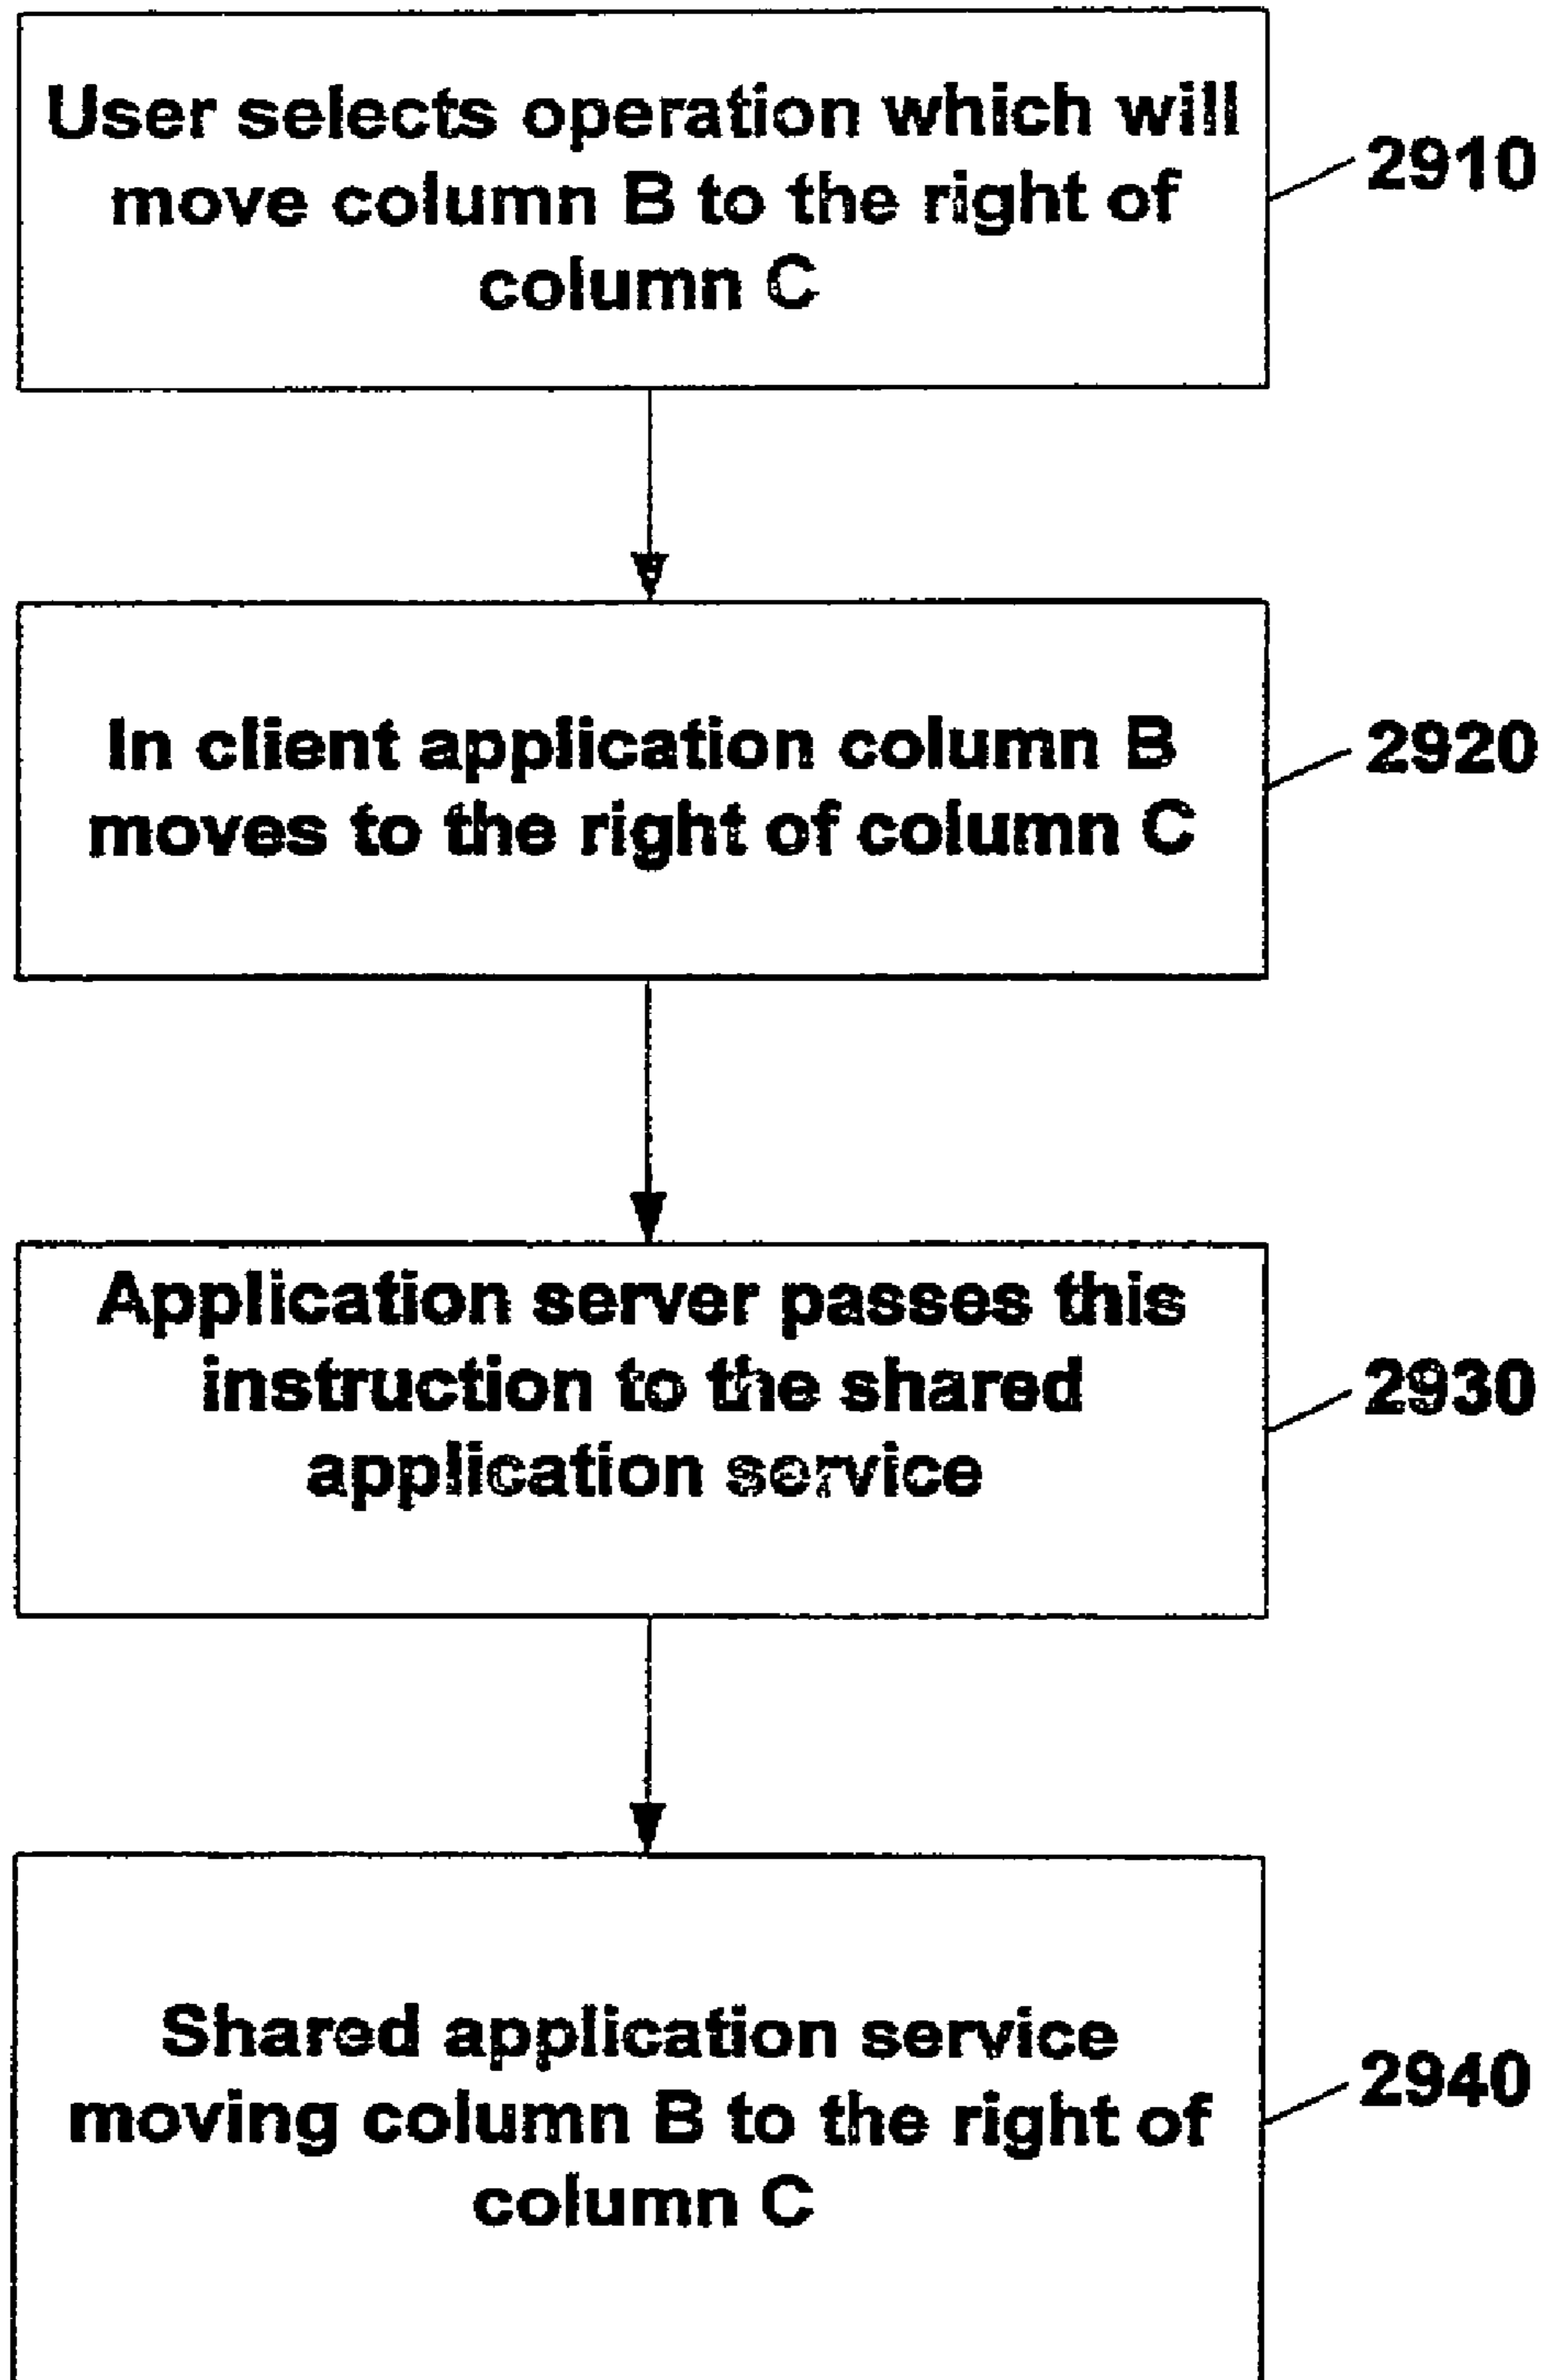 User selects operation which will
move column B to the right of
column C
2910
In client application column B
moves to the right of column C
2920
Application server passes this
instruction to the shared
application service
2930
Shared application service
moving column B to the right of
column C
2940